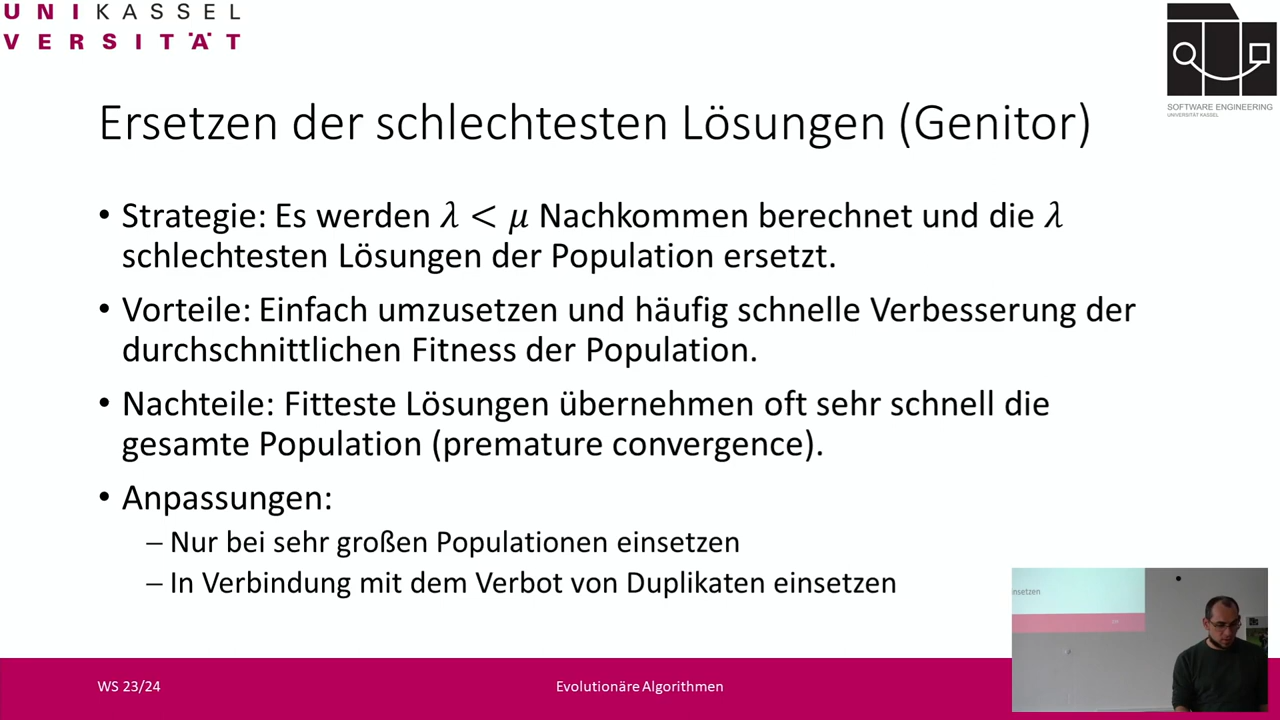 UNIKASSEL
VERSITÄT
SOFTWARE ENGINEERING
UNIVERSITÄT KASSEL
Ersetzen der schlechtesten Lösungen (Genitor)
• Strategie: Es werden λ < μ Nachkommen berechnet und die λ
schlechtesten Lösungen der Population ersetzt.
• Vorteile: Einfach umzusetzen und häufig schnelle Verbesserung der
durchschnittlichen Fitness der Population.
• Nachteile: Fitteste Lösungen übernehmen oft sehr schnell die
gesamte Population (premature convergence).
• Anpassungen:
– Nur bei sehr großen Populationen einsetzen
– In Verbindung mit dem Verbot von Duplikaten einsetzen
nsetzen
WS 23/24
Evolutionäre Algorithmen